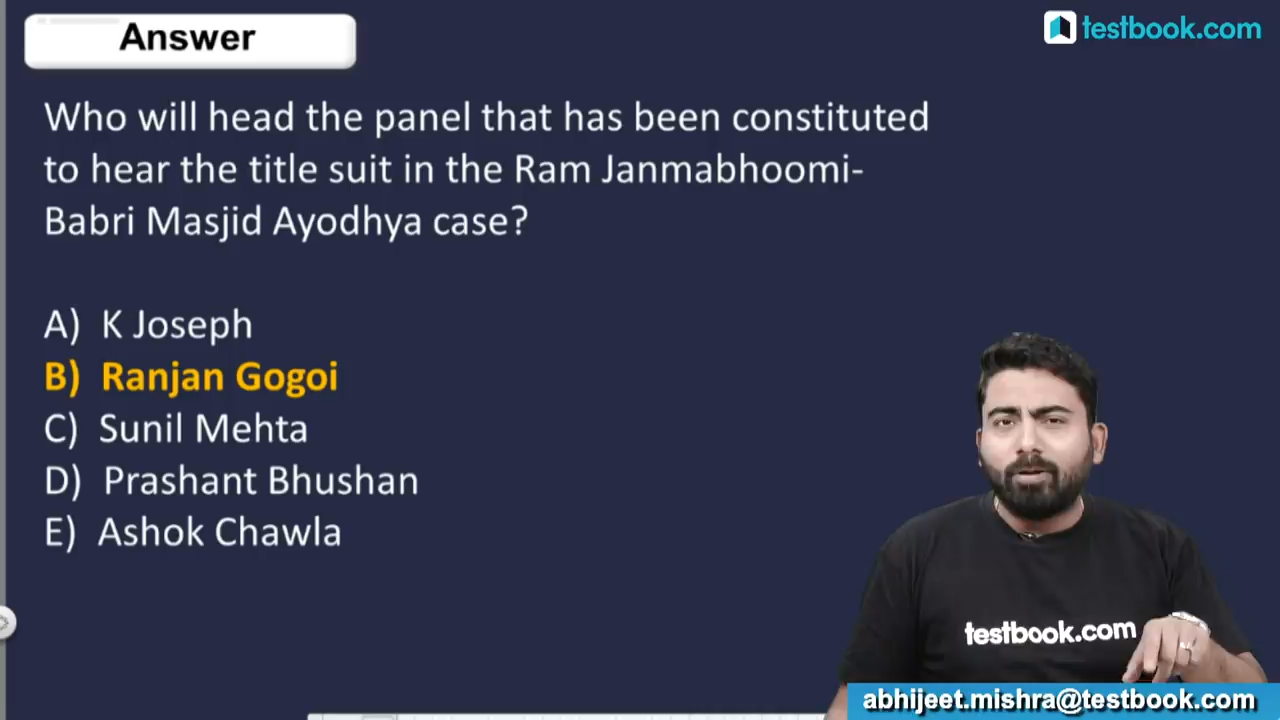 Answer
testbook.com
Who will head the panel that has been constituted
to hear the title suit in the Ram Janmabhoomi-
Babri Masjid Ayodhya case?
A) K Joseph
B) Ranjan Gogoi
C) Sunil Mehta
D) Prashant Bhushan
E) Ashok Chawla
testbook.com
abhijeet.mishra@testbook.com